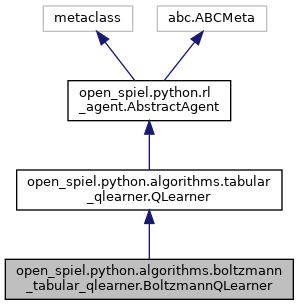 metaclass
abc.ABCMeta
open_spiel.python.rl
_agent.AbstractAgent
open_spiel.python.algorithms.tabular
_qlearner.QLearner
open_spiel.python.algorithms.boltzmann
_tabular_qlearner.BoltzmannQLearner